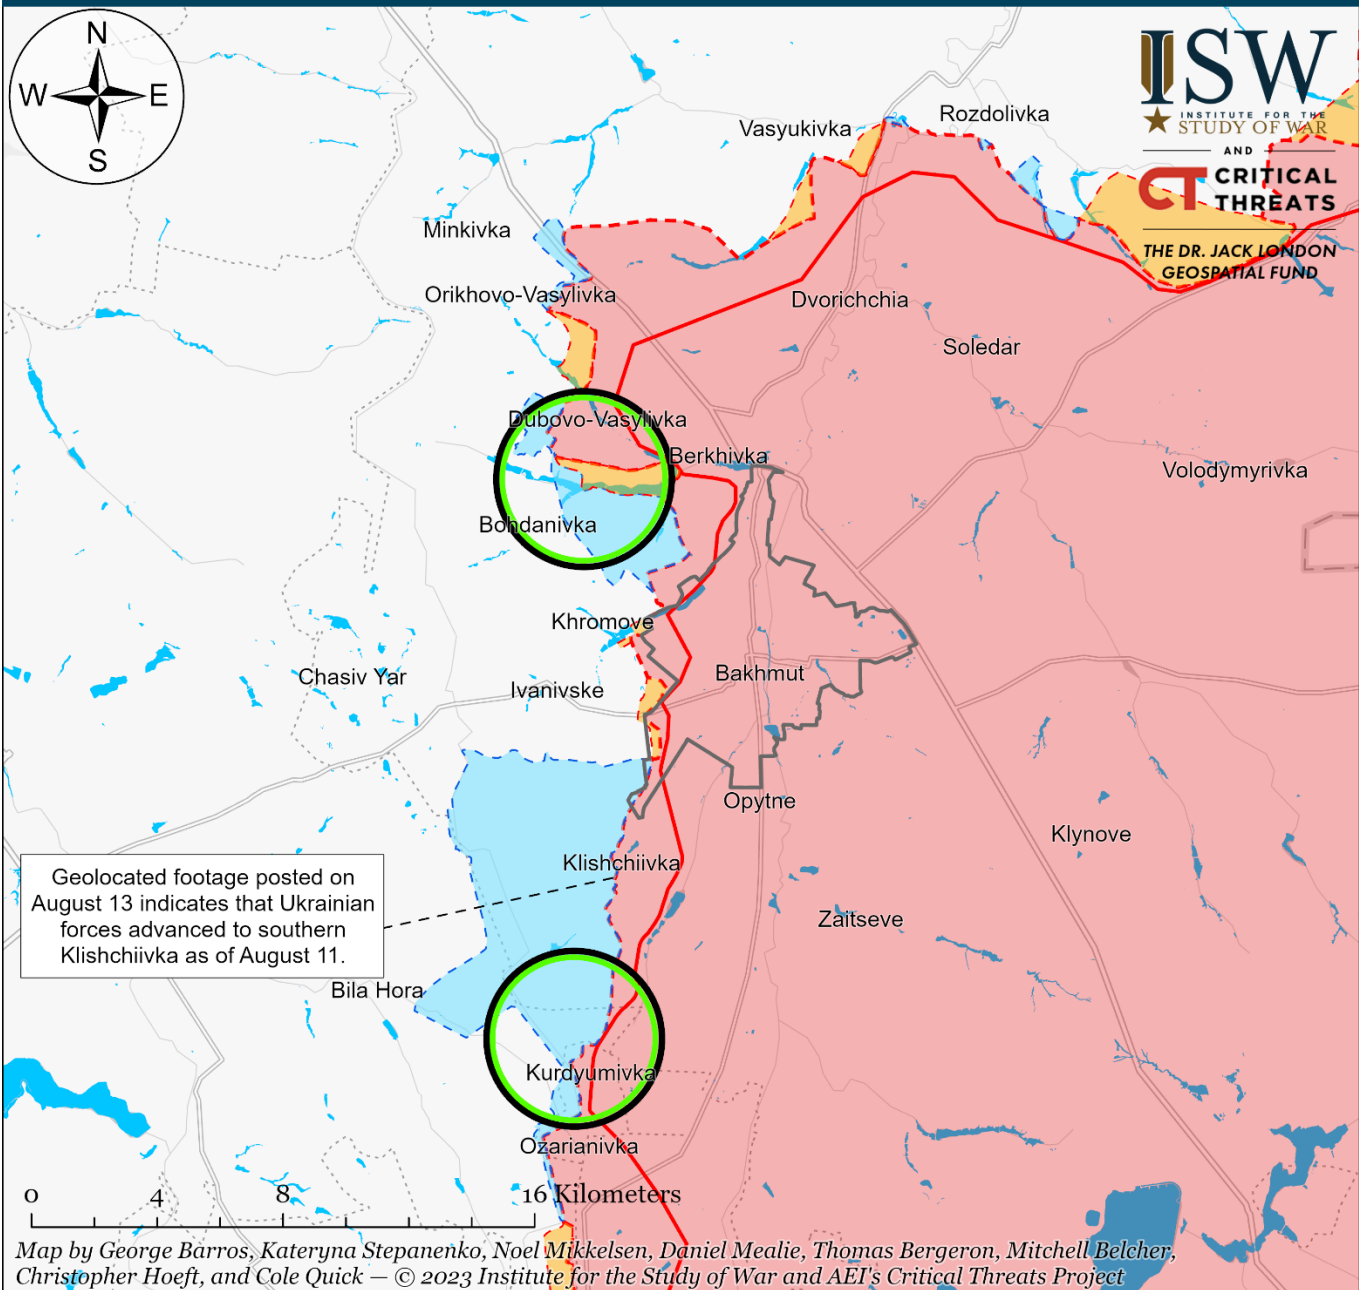 N
W
E
S
ISW
INSTITUTE FOR THE
STUDY OF WAR
AND
CT CRITICAL
THREATS
THE DR. JACK LONDON
GEOSPATIAL FUND
Rozdolivka
Vasyukivka
Minkivka
Orikhovo-Vasylivka
Dvorichchia
Soledar
Dubovo-Vasylivka
Berkhivka
Volodymyrivka
Bohdanivka
Khromove
Chasiv Yar
Ivanivske
Bakhmut
Opytne
Klynove
Klishchiivka
Geolocated footage posted on
August 13 indicates that Ukrainian
forces advanced to southern
Klishchiivka as of August 11.
Zaitseve
Bila Hora
Kurdyumivka
Ozarianivka
0 4 8 16 Kilometers
Map by George Barros, Kateryna Stepanenko, Noel Mikkelsen, Daniel Mealie, Thomas Bergeron, Mitchell Belcher,
Christopher Hoeft, and Cole Quick — © 2023 Institute for the Study of War and AEI's Critical Threats Project